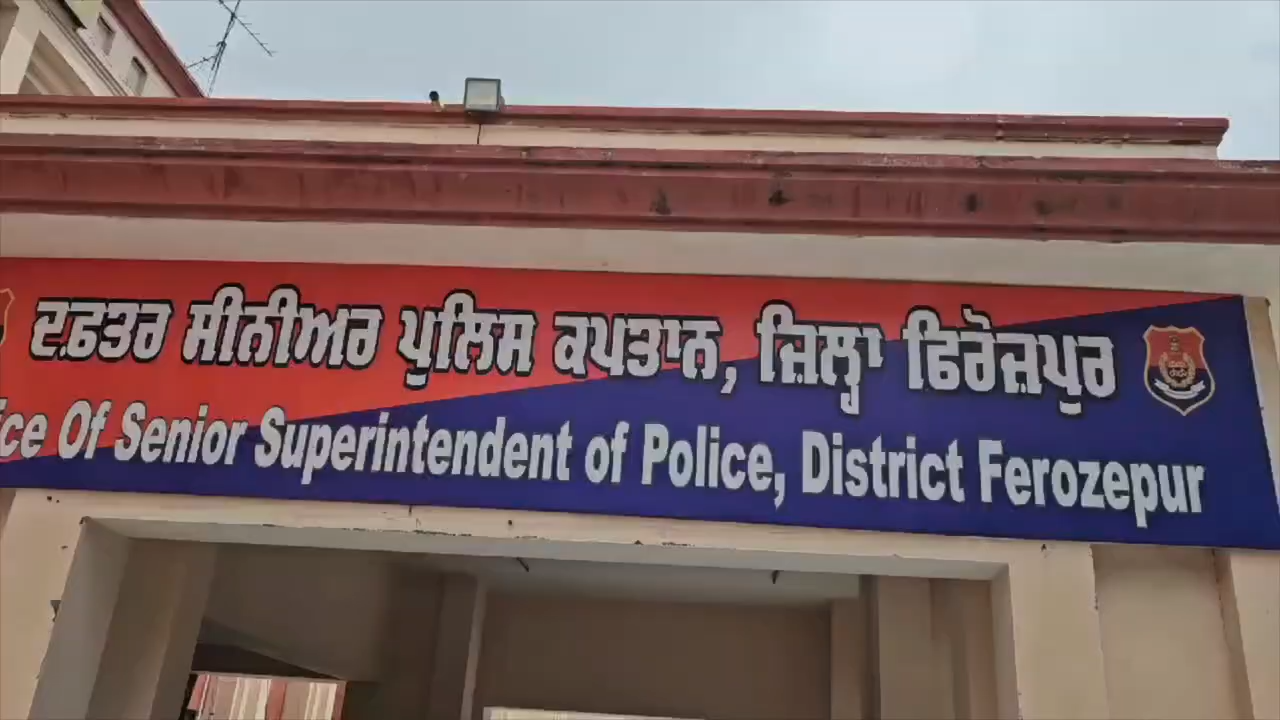 ਦਫ਼ਤਰ ਸੀਨੀਅਰ ਪੁਲਿਸ ਕਪਤਾਨ, ਜ਼ਿਲ੍ਹਾ ਫਿਰੋਜ਼ਪੁਰ
ice Of Senior Superintendent of Police, District Ferozepur